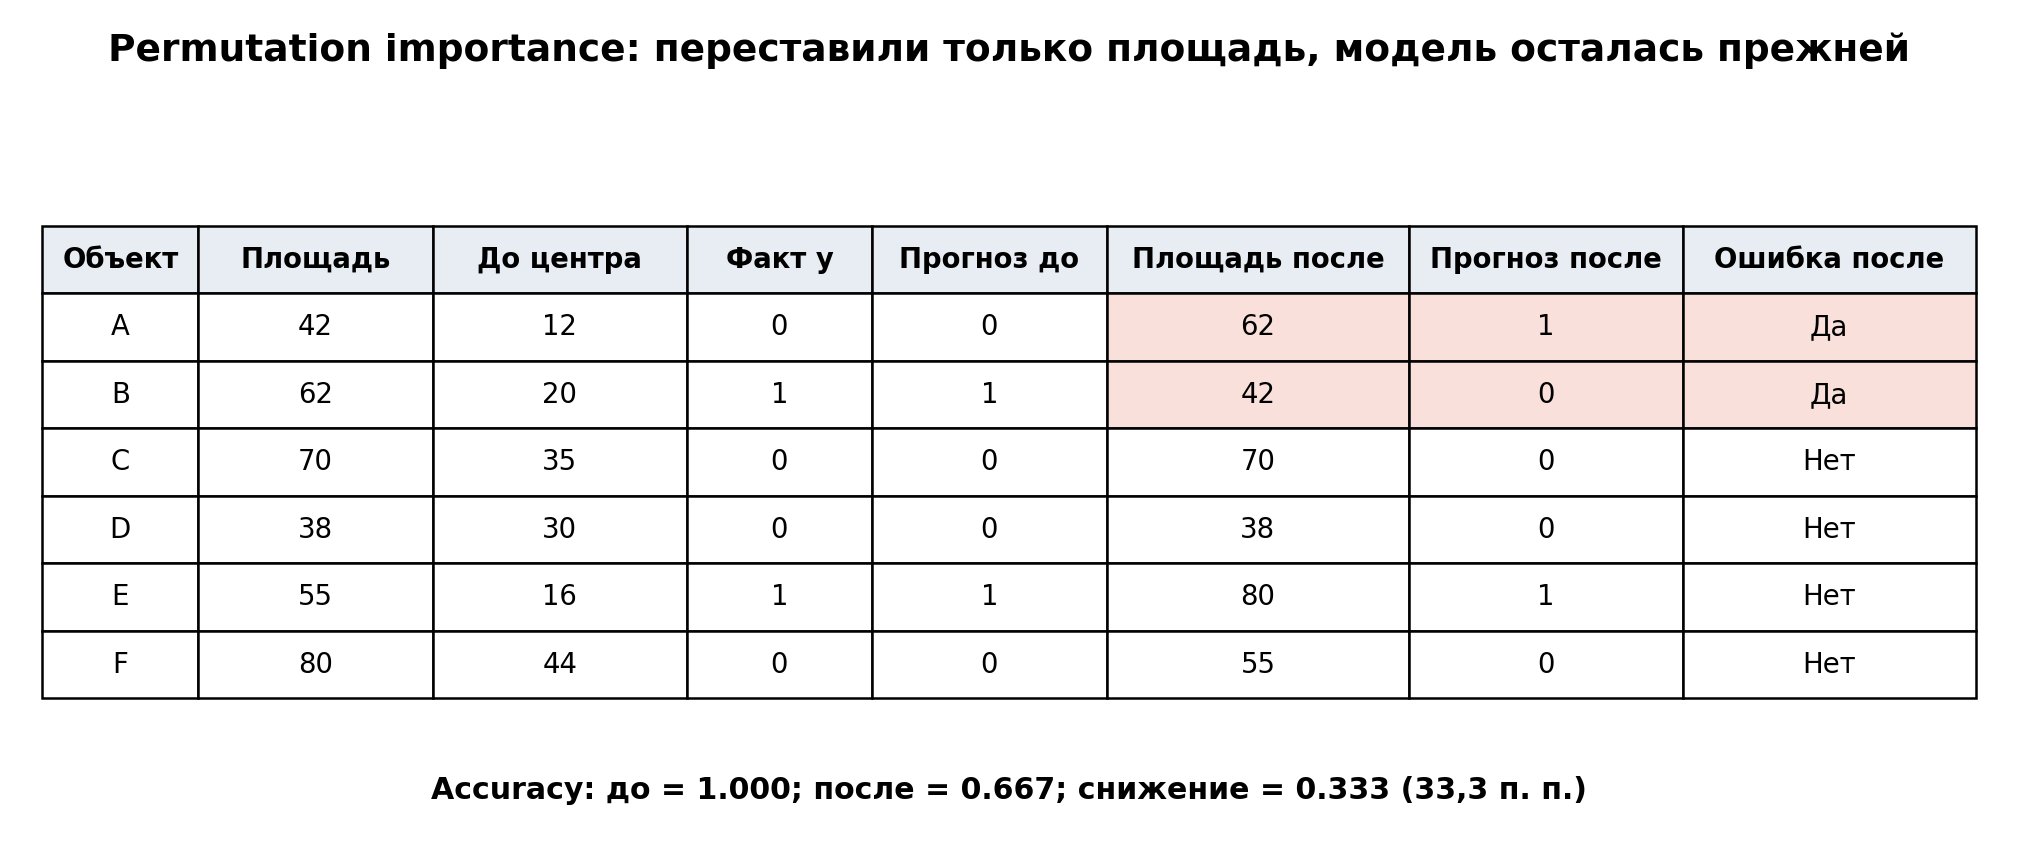 Permutation importance: переставили только площадь, модель осталась прежней
Объект Площадь До центра Факт y Прогноз до Площадь после Прогноз после Ошибка после
A 42 12 0 0 62 1 Да
B 62 20 1 1 42 0 Да
C 70 35 0 0 70 0 Нет
D 38 30 0 0 38 0 Нет
E 55 16 1 1 80 1 Нет
F 80 44 0 0 55 0 Нет
Accuracy: до = 1.000; после = 0.667; снижение = 0.333 (33,3 п. п.)